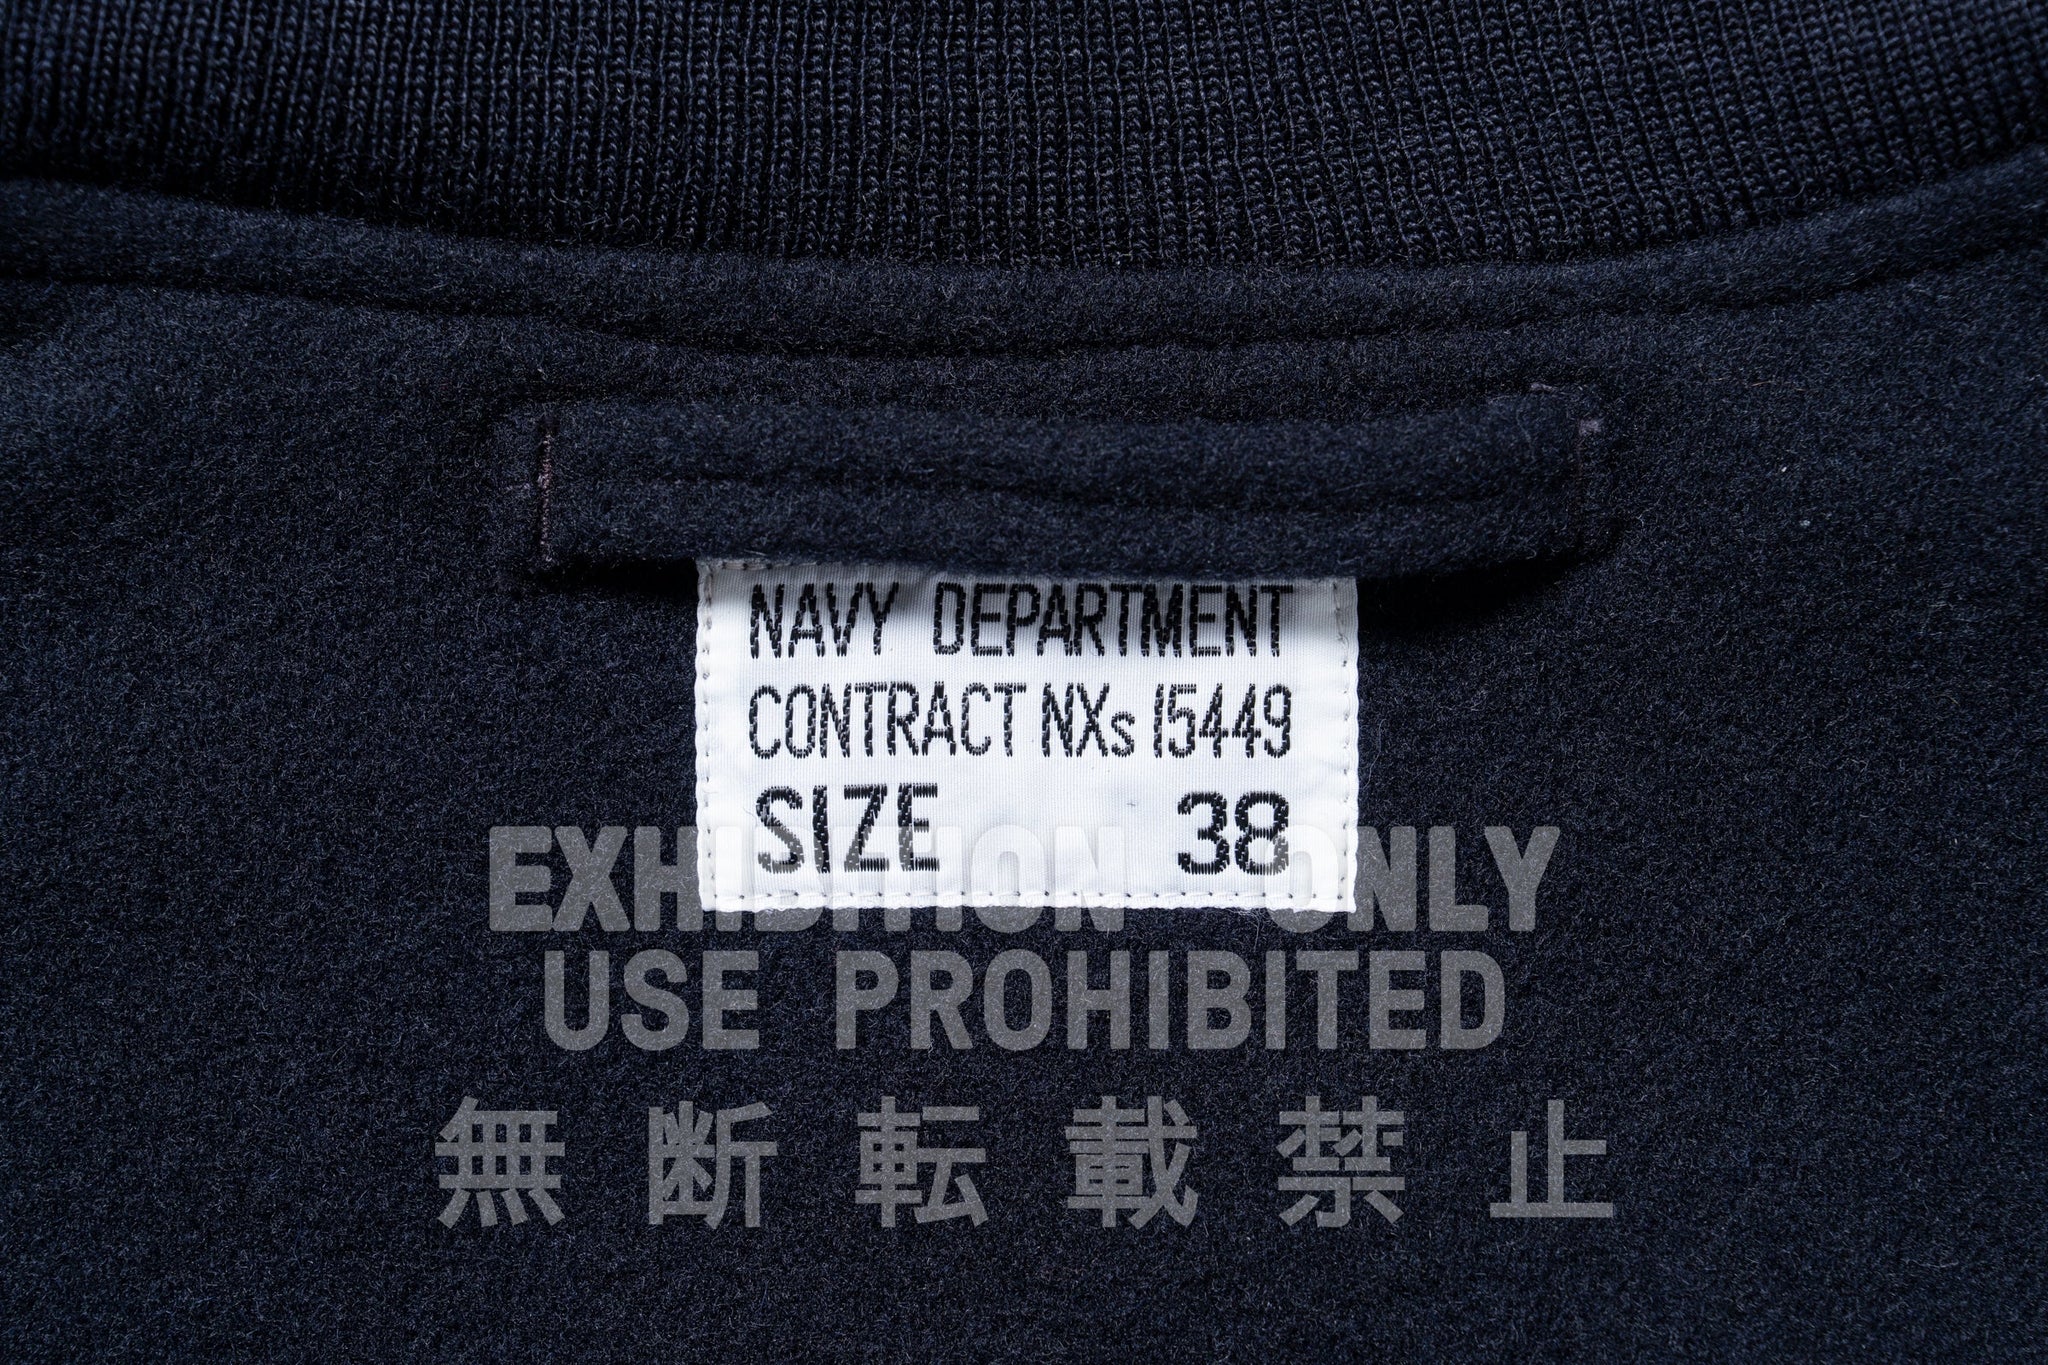 NAVY DEPARTMENT
CONTRACT NXs 15449
SIZE 38
EXHIBITION ONLY
USE PROHIBITED
無断転載禁止